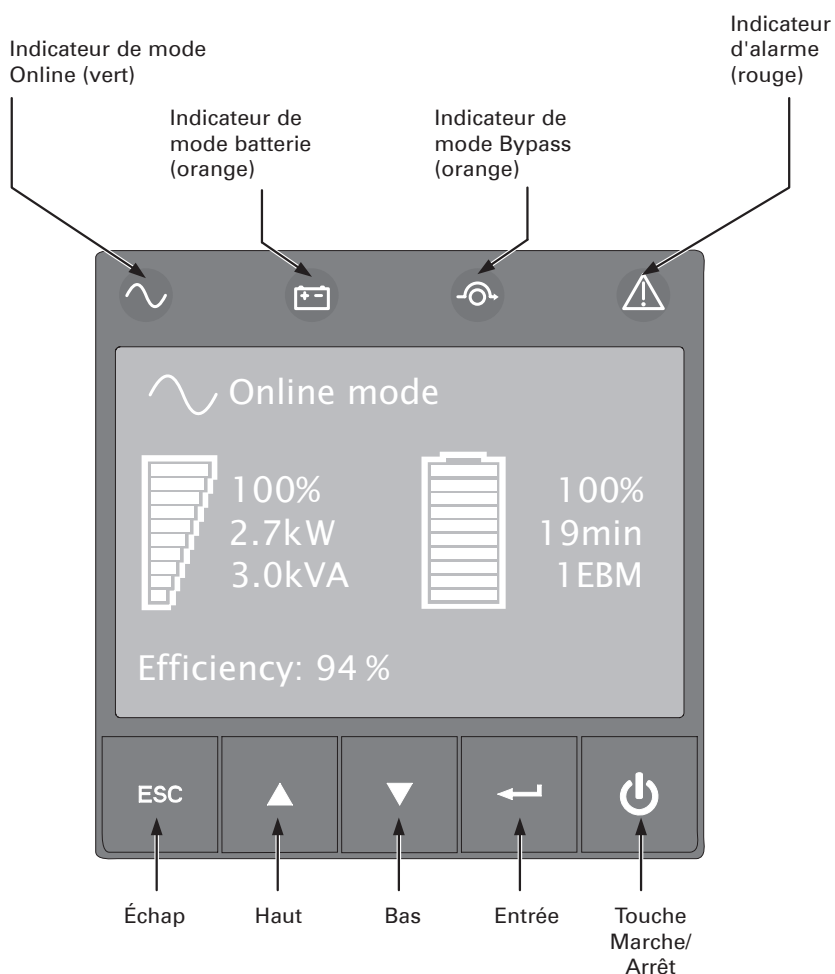 Indicateur de mode
Online (vert)
Indicateur de
mode batterie
(orange)
Indicateur de
mode Bypass
(orange)
Indicateur
d'alarme
(rouge)
Online mode
100%
2.7kW
3.0kVA
100%
19min
1EBM
Efficiency: 94 %
ESC
Échap
Haut
Bas
Entrée
Touche
Marche/
Arrêt